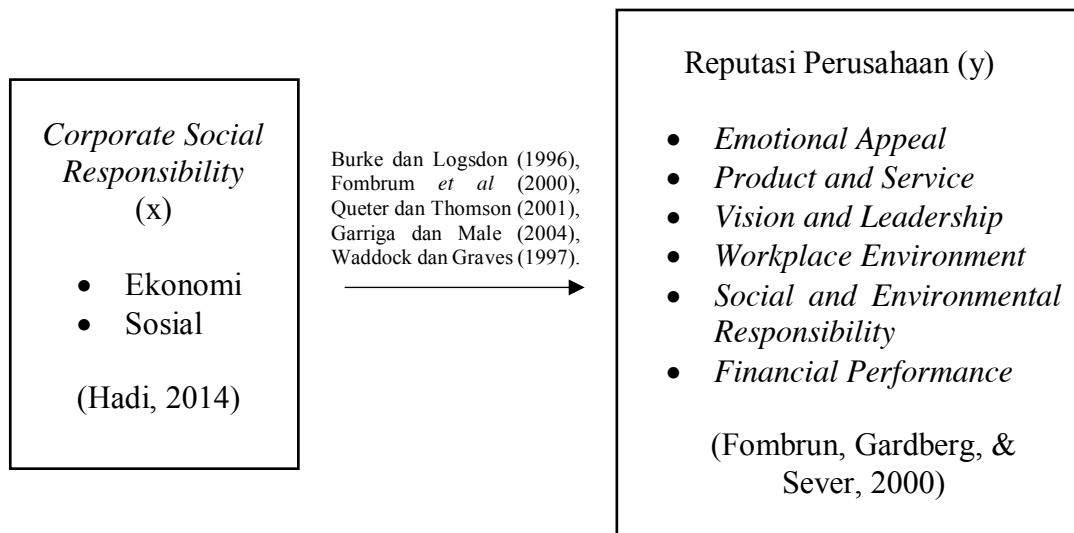 Corporate Social
Responsibility
(x)
• Ekonomi
• Sosial
(Hadi, 2014)
Burke dan Logsdon (1996),
Fombrum et al (2000),
Queter dan Thomson (2001),
Garriga dan Male (2004),
Waddock dan Graves (1997).
Reputasi Perusahaan (y)
• Emotional Appeal
• Product and Service
• Vision and Leadership
• Workplace Environment
• Social and Environmental
Responsibility
• Financial Performance
(Fombrun, Gardberg, &
Sever, 2000)